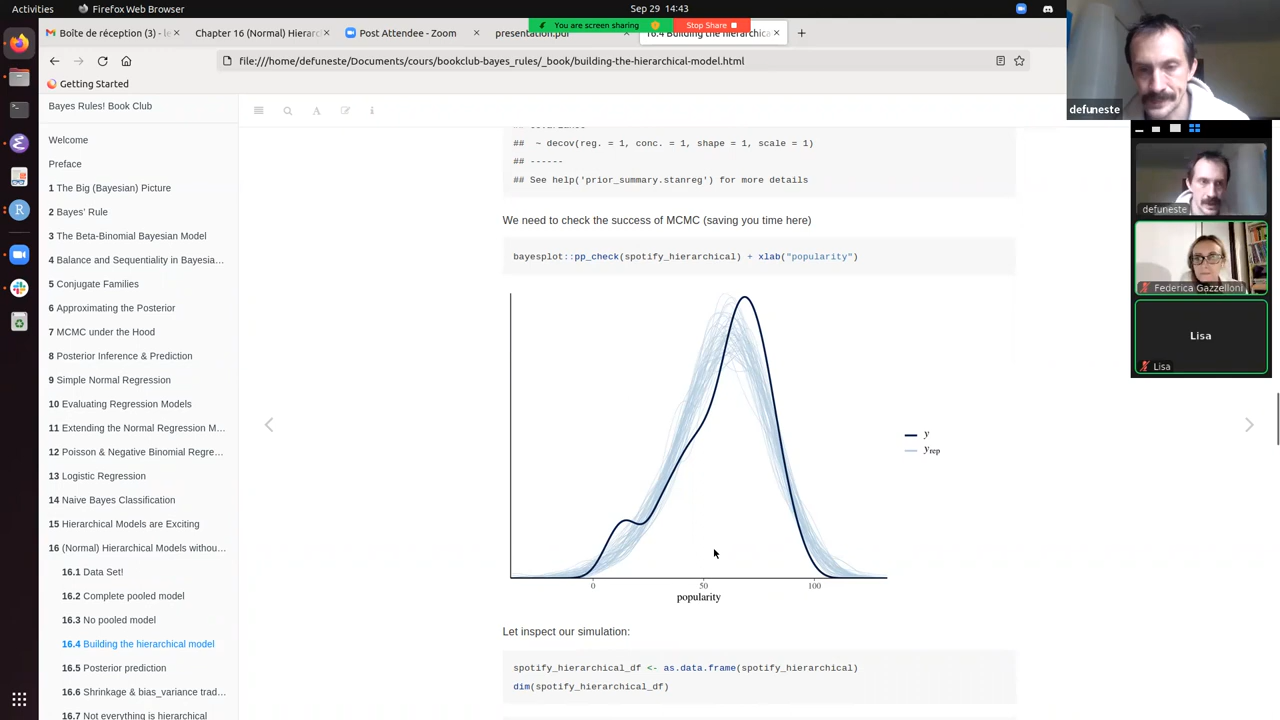 Activities
Firefox Web Browser
Sep 29 14:43
You are screen sharing
Stop Share
Boîte de réception (3) - le
Chapter 16 (Normal) Hierarc
Post Attendee - Zoom
presentation.pdf
16.4 Building the hierarchica
file:///home/defuneste/Documents/cours/bookclub-bayes_rules/_book/building-the-hierarchical-model.html
Getting Started
Bayes Rules! Book Club
Welcome
Preface
1 The Big (Bayesian) Picture
2 Bayes' Rule
3 The Beta-Binomial Bayesian Model
4 Balance and Sequentiality in Bayesia…
5 Conjugate Families
6 Approximating the Posterior
7 MCMC under the Hood
8 Posterior Inference & Prediction
9 Simple Normal Regression
10 Evaluating Regression Models
11 Extending the Normal Regression M…
12 Poisson & Negative Binomial Regre…
13 Logistic Regression
14 Naive Bayes Classification
15 Hierarchical Models are Exciting
16 (Normal) Hierarchical Models withou…
16.1 Data Set!
16.2 Complete pooled model
16.3 No pooled model
16.4 Building the hierarchical model
16.5 Posterior prediction
16.6 Shrinkage & bias_variance trad…
16.7 Not everything is hierarchical
## ~ decov(reg. = 1, conc. = 1, shape = 1, scale = 1)
## ------
## See help('prior_summary.stanreg') for more details
We need to check the success of MCMC (saving you time here)
bayesplot::pp_check(spotify_hierarchical) + xlab("popularity")
y
yrep
0
50
100
popularity
Let inspect our simulation:
spotify_hierarchical_df <- as.data.frame(spotify_hierarchical)
dim(spotify_hierarchical_df)
defuneste
defuneste
Federica Gazzelloni
Lisa
Lisa